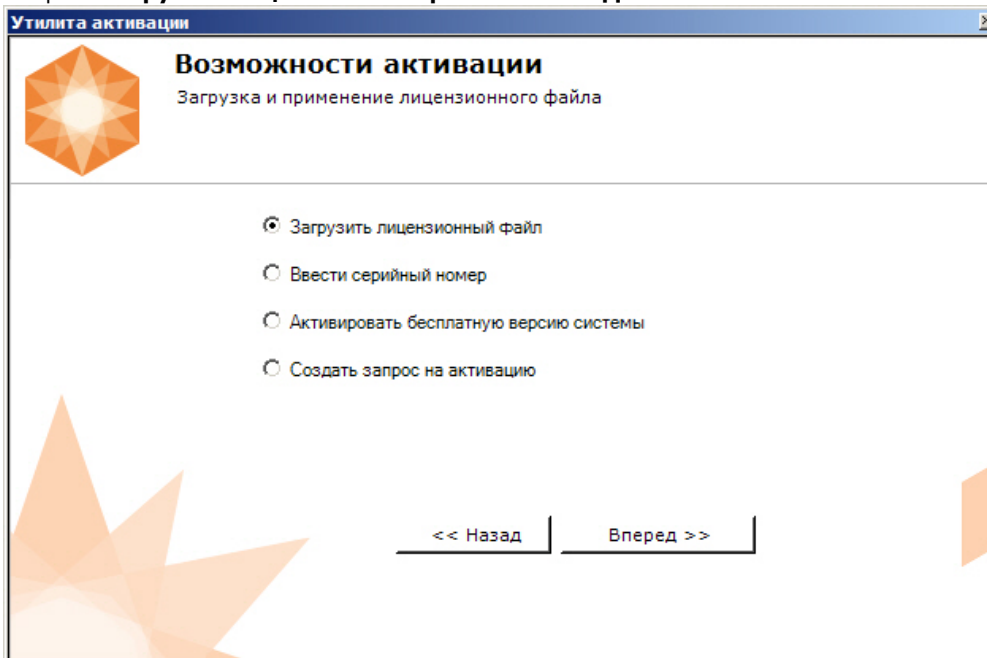 Утилита активации
Возможности активации
Загрузка и применение лицензионного файла
Загрузить лицензионный файл
Ввести серийный номер
Активировать бесплатную версию системы
Создать запрос на активацию
<< Назад
Вперед >>